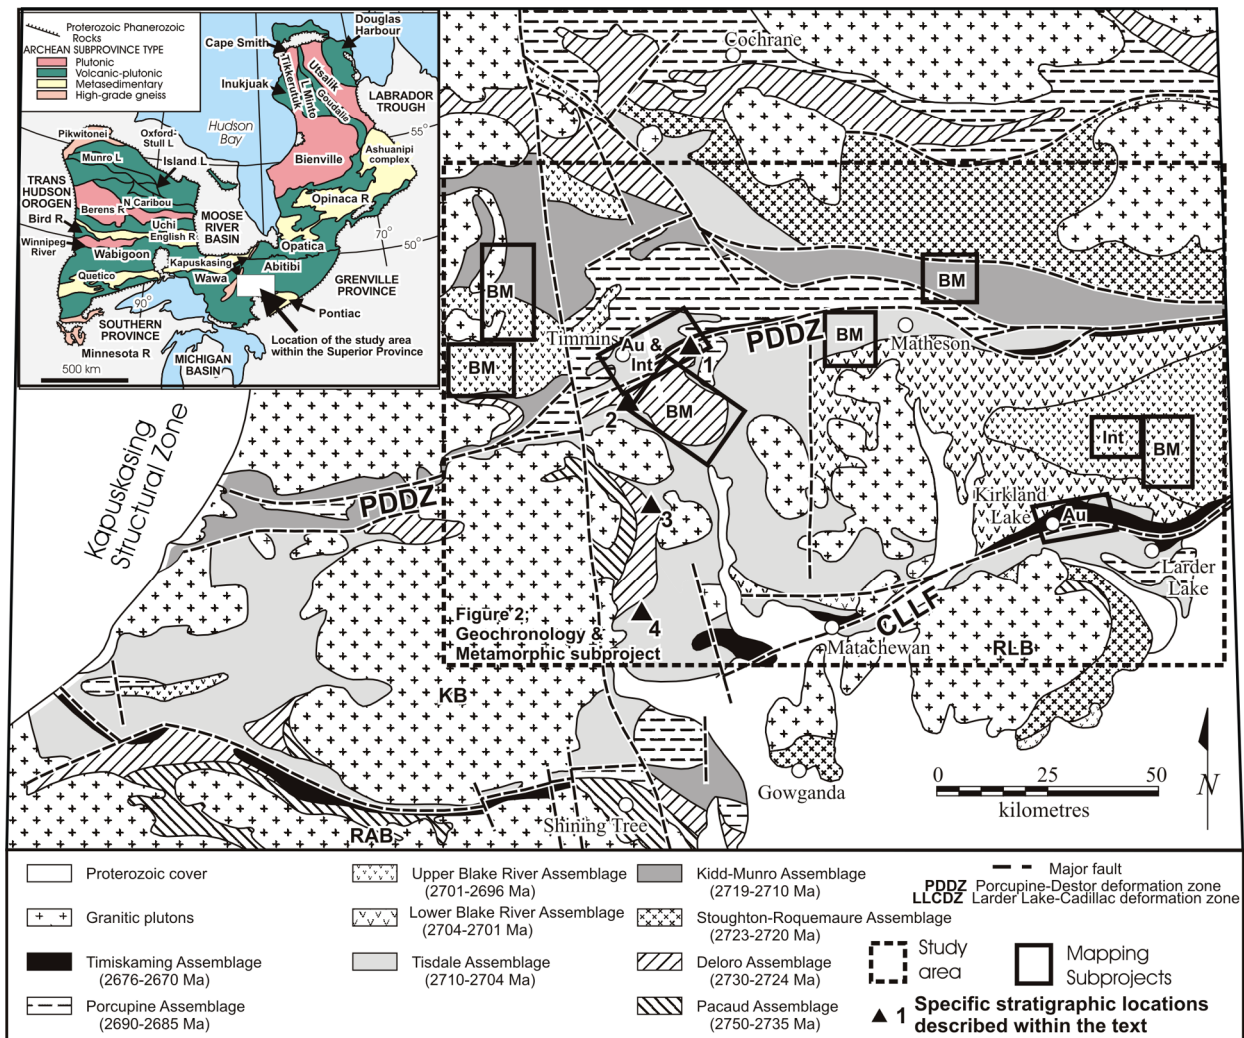 Proterozoic Phanerozoic
Rocks
ARCHEAN SUBPROVINCE TYPE
Plutonic
Volcanic-plutonic
Metasedimentary
High-grade gneiss
Cape Smith
Douglas
Harbour
Inukjuak
Tikkerutuk
L Minto
Goudalie
Utsalik
LABRADOR
TROUGH
Hudson
Bay
55°
Pikwitonei
Oxford-
Stull L
Munro L
Island L
Bienville
Ashuanipi
complex
TRANS
HUDSON
OROGEN
N Caribou
Berens R
MOOSE
RIVER
BASIN
Opinaca R
Bird R
Uchi
English R
70°
50°
Winnipeg
River
Wabigoon
Opatica
Kapuskasing
Abitibi
Quetico
Wawa
GRENVILLE
PROVINCE
90°
Pontiac
SOUTHERN
PROVINCE
Location of the study area
within the Superior Province
Minnesota R
MICHIGAN
BASIN
500 km
Cochrane
BM
BM
Timmins
Au &
Int
1
PDDZ
BM
Matheson
BM
BM
2
Kapuskasing
Structural Zone
Int
BM
PDDZ
3
Kirkland
Lake
Au
Larder
Lake
Figure 2;
Geochronology &
Metamorphic subproject
4
CLLF
Matachewan
RLB
KB
Gowganda
0 25 50
kilometres
N
Shining Tree
RAB
Proterozoic cover
Granitic plutons
Timiskaming Assemblage
(2676-2670 Ma)
Porcupine Assemblage
(2690-2685 Ma)
Upper Blake River Assemblage
(2701-2696 Ma)
Lower Blake River Assemblage
(2704-2701 Ma)
Tisdale Assemblage
(2710-2704 Ma)
Kidd-Munro Assemblage
(2719-2710 Ma)
Stoughton-Roquemaure Assemblage
(2723-2720 Ma)
Deloro Assemblage
(2730-2724 Ma)
Pacaud Assemblage
(2750-2735 Ma)
Major fault
PDDZ Porcupine-Destor deformation zone
LLCDZ Larder Lake-Cadillac deformation zone
Study
area
Mapping
Subprojects
1 Specific stratigraphic locations
described within the text